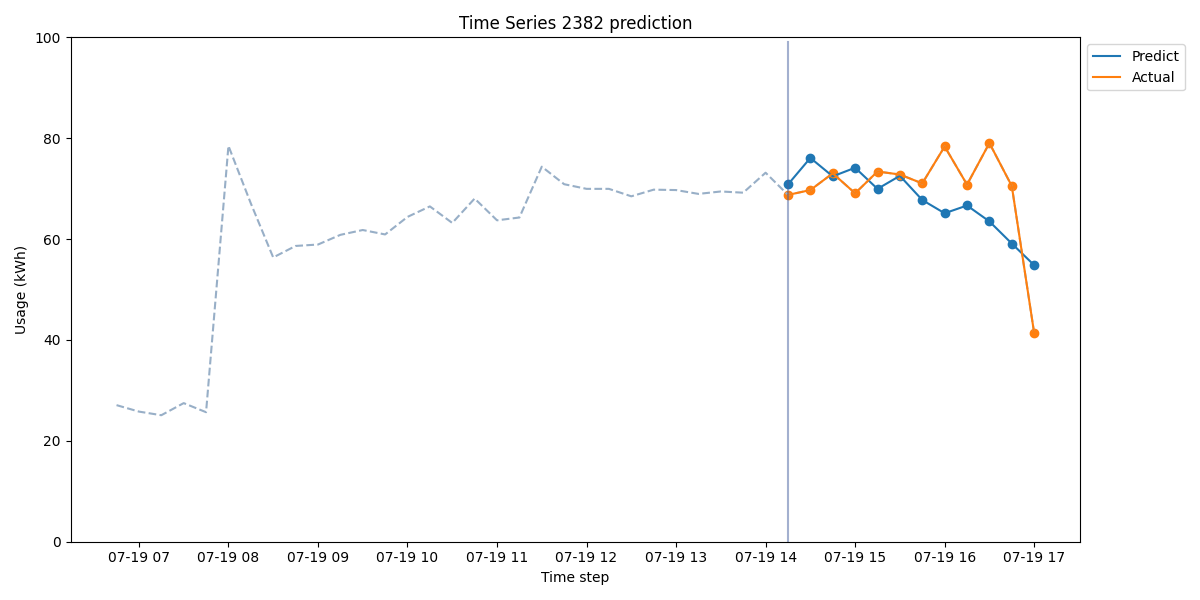 Time Series 2382 prediction
Predict
Actual
100
80
60
40
20
0
Usage (kWh)
07-19 07 07-19 08 07-19 09 07-19 10 07-19 11 07-19 12 07-19 13 07-19 14 07-19 15 07-19 16 07-19 17
Time step